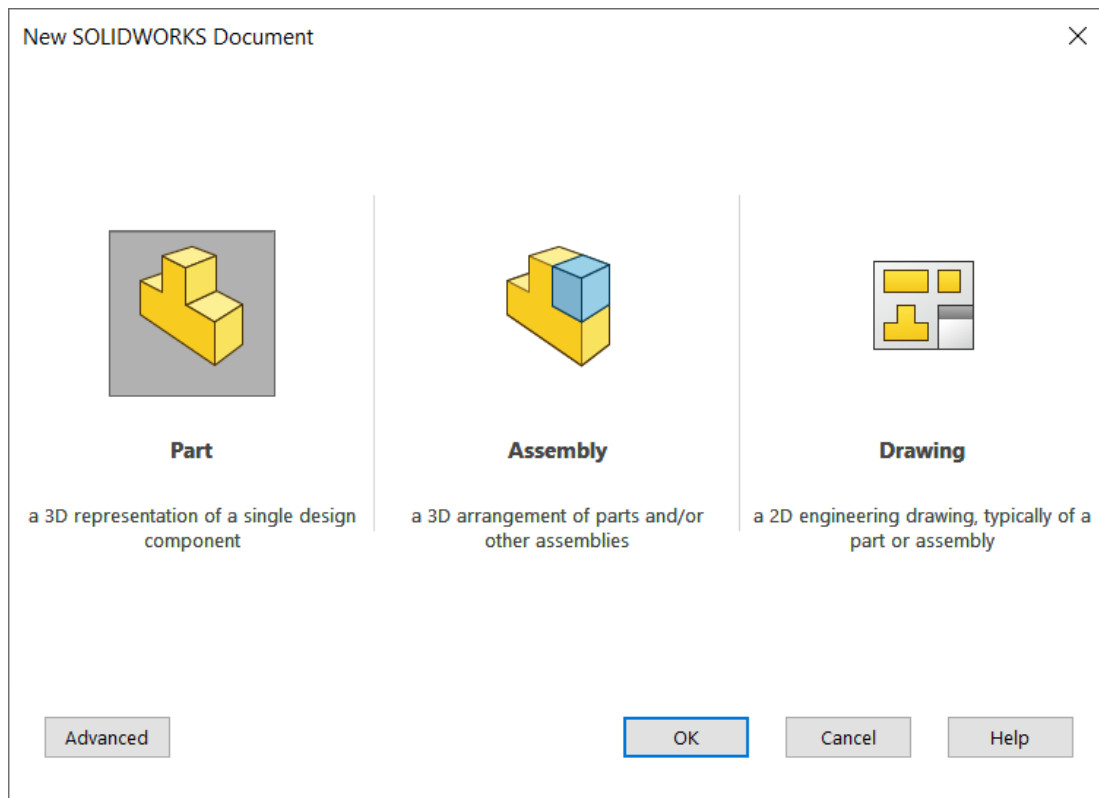 New SOLIDWORKS Document
Part
a 3D representation of a single design
component
Assembly
a 3D arrangement of parts and/or
other assemblies
Drawing
a 2D engineering drawing, typically of a
part or assembly
Advanced
OK
Cancel
Help